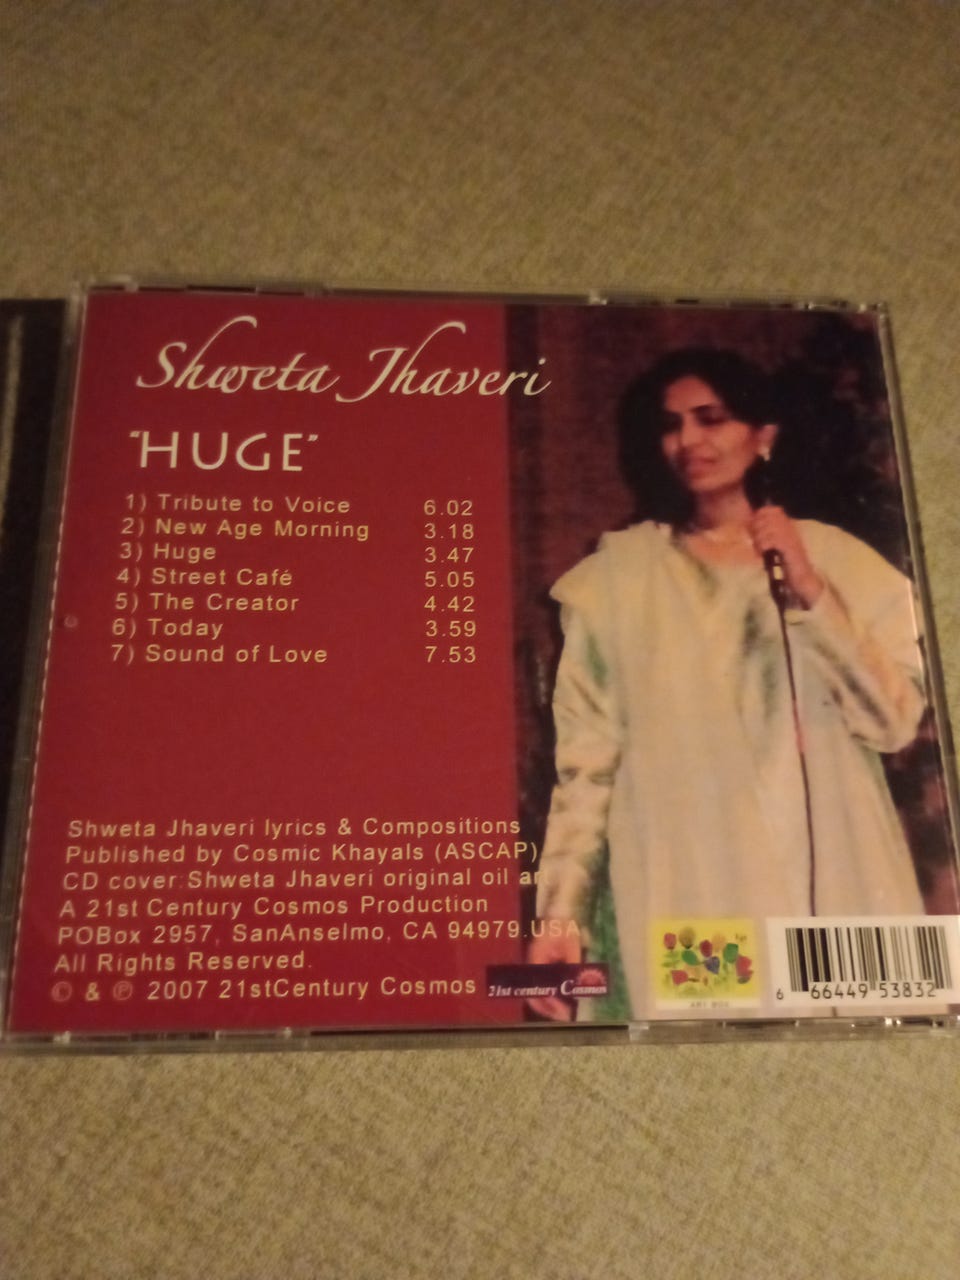 Shweta Jhaveri
"HUGE"
1) Tribute to Voice 6.02
2) New Age Morning 3.18
3) Huge 3.47
4) Street Café 5.05
5) The Creator 4.42
6) Today 3.59
7) Sound of Love 7.53
Shweta Jhaveri lyrics & Compositions
Published by Cosmic Khayals (ASCAP)
CD cover:Shweta Jhaveri original oil art
A 21st Century Cosmos Production
POBox 2957, SanAnselmo, CA 94979.USA
All Rights Reserved.
© & ℗ 2007 21stCentury Cosmos
21st century Cosmos
6 66449 53832